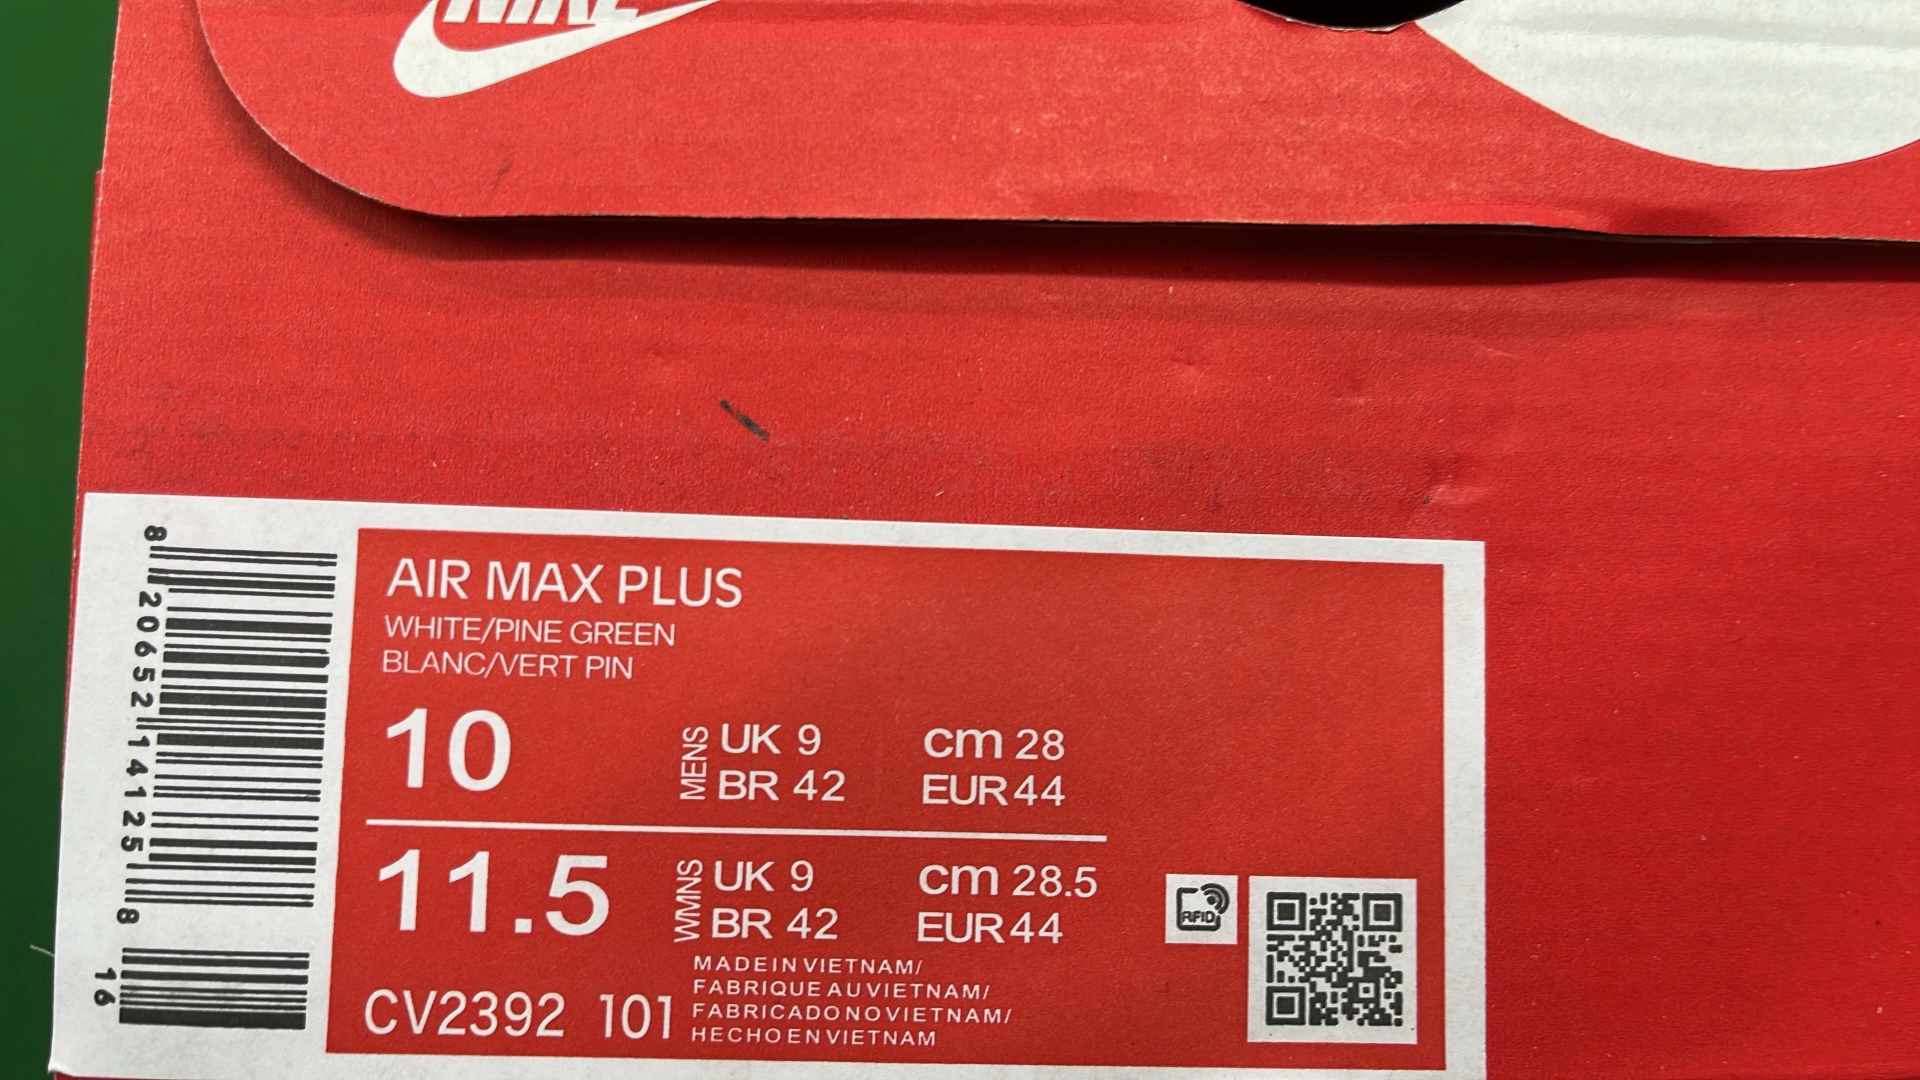 NIKE
AIR MAX PLUS
WHITE/PINE GREEN
BLANC/VERT PIN
10 MENS UK 9 cm 28
BR 42 EUR 44
11.5 WMNS UK 9 cm 28.5
BR 42 EUR 44
RFID
CV2392 101
MADE IN VIETNAM/
FABRIQUE AU VIETNAM/
FABRICADO NO VIETNAM/
HECHO EN VIETNAM
8 20652 14125 8
16